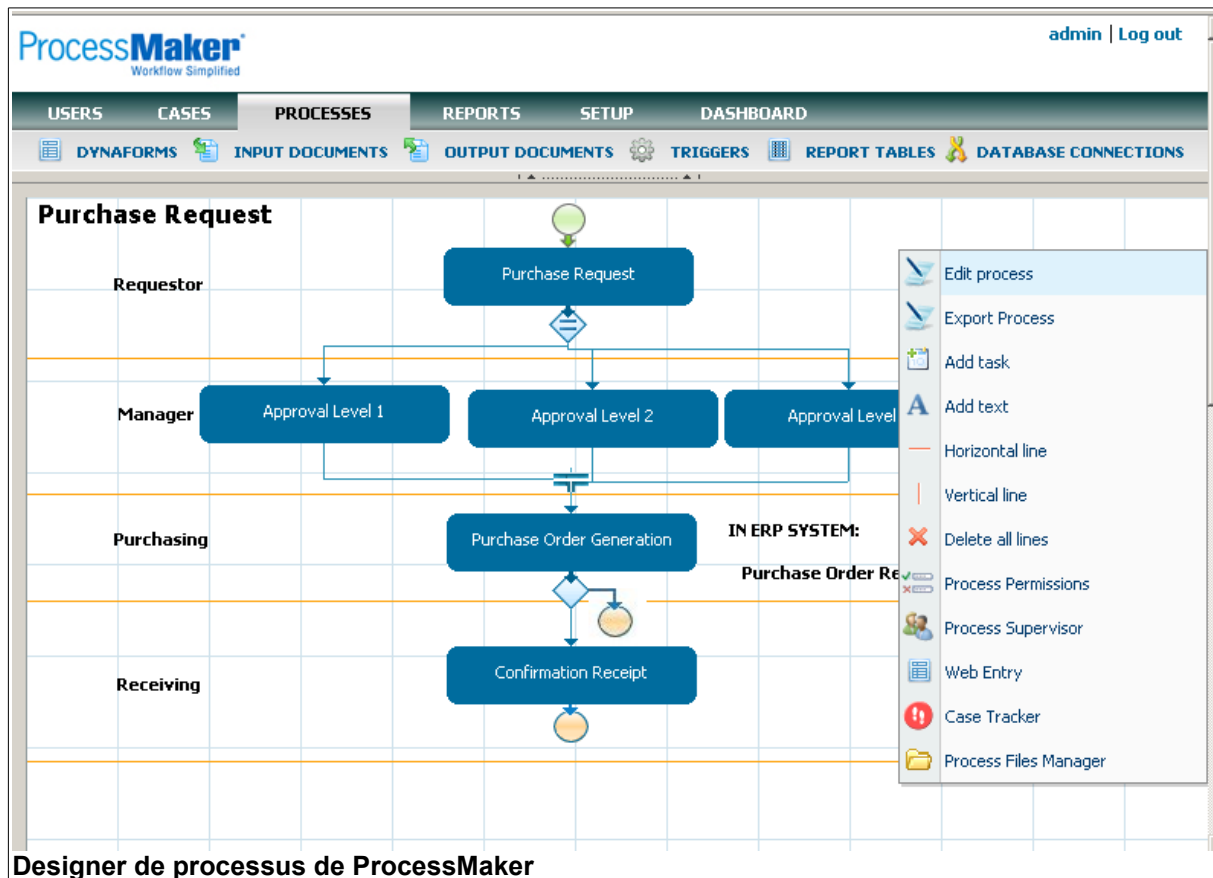 ProcessMaker
Workflow Simplified
admin | Log out
USERS CASES PROCESSES REPORTS SETUP DASHBOARD
DYNAFORMS INPUT DOCUMENTS OUTPUT DOCUMENTS TRIGGERS REPORT TABLES DATABASE CONNECTIONS
Purchase Request
Requestor
Purchase Request
Manager
Approval Level 1
Approval Level 2
Approval Level
Purchasing
Purchase Order Generation
IN ERP SYSTEM:
Purchase Order Re
Receiving
Confirmation Receipt
Edit process
Export Process
Add task
Add text
Horizontal line
Vertical line
Delete all lines
Process Permissions
Process Supervisor
Web Entry
Case Tracker
Process Files Manager
Designer de processus de ProcessMaker